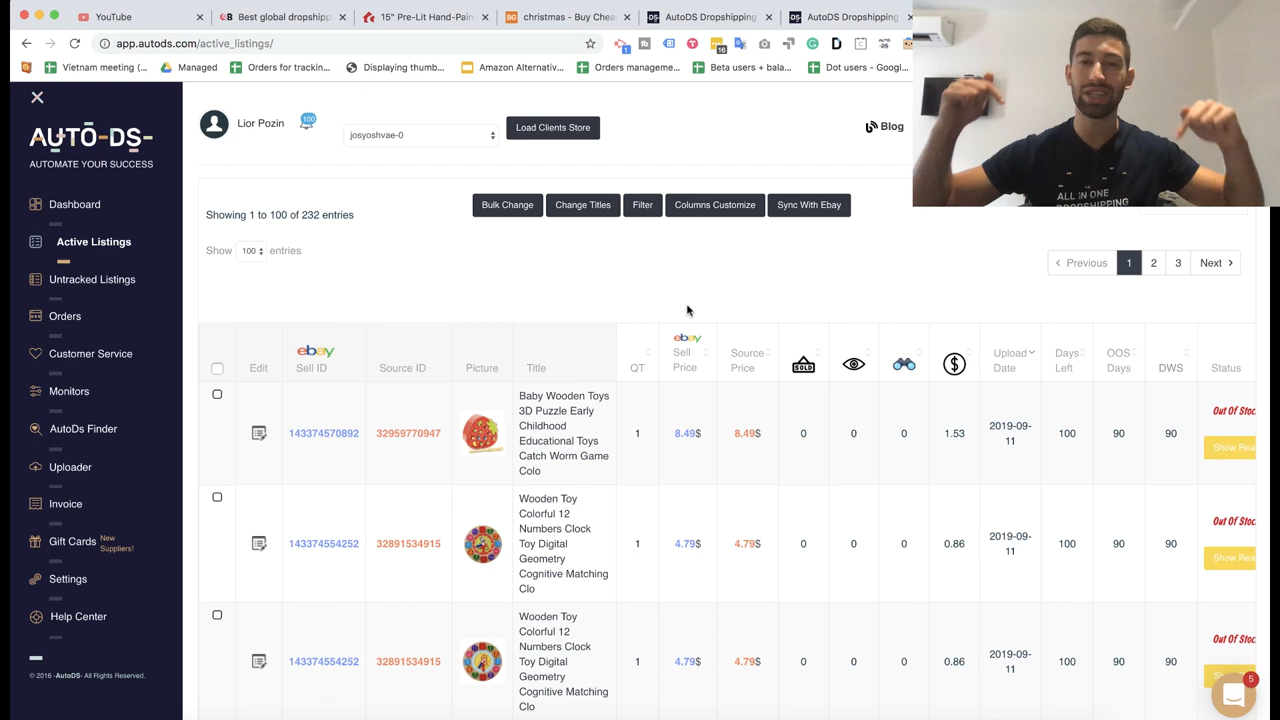 YouTube
Best global dropshipp
15" Pre-Lit Hand-Pain
christmas - Buy Chea
AutoDS Dropshipping
AutoDS Dropshipping
app.autods.com/active_listings/
16
Vietnam meeting (...
Managed
Orders for trackin...
Displaying thumb...
Amazon Alternativ...
Orders manageme...
Beta users + bala...
Dot users - Googl...
AUTO-DS-
AUTOMATE YOUR SUCCESS
Dashboard
Active Listings
Untracked Listings
Orders
Customer Service
Monitors
AutoDs Finder
Uploader
Invoice
Gift Cards New Suppliers!
Settings
Help Center
© 2016 -AutoDS- All Rights Reserved.
Lior Pozin
100
josyoshvae-0
Load Clients Store
Blog
ALL IN ONE
DROPSHIPPING
Showing 1 to 100 of 232 entries
Bulk Change
Change Titles
Filter
Columns Customize
Sync With Ebay
Show 100 entries
Previous 1 2 3 Next
Edit
ebay
Sell ID
Source ID
Picture
Title
QT
ebay
Sell
Price
Source
Price
SOLD
$
Upload
Date
Days
Left
OOS
Days
DWS
Status
143374570892
32959770947
Baby Wooden Toys
3D Puzzle Early
Childhood
Educational Toys
Catch Worm Game
Colo
1
8.49$
8.49$
0
0
0
1.53
2019-09-
11
100
90
90
Out Of Stoc
Show Rea
143374554252
32891534915
Wooden Toy
Colorful 12
Numbers Clock
Toy Digital
Geometry
Cognitive Matching
Clo
1
4.79$
4.79$
0
0
0
0.86
2019-09-
11
100
90
90
Out Of Stoc
Show Rea
143374554252
32891534915
Wooden Toy
Colorful 12
Numbers Clock
Toy Digital
Geometry
Cognitive Matching
Clo
1
4.79$
4.79$
0
0
0
0.86
2019-09-
11
100
90
90
Out Of Stoc
5